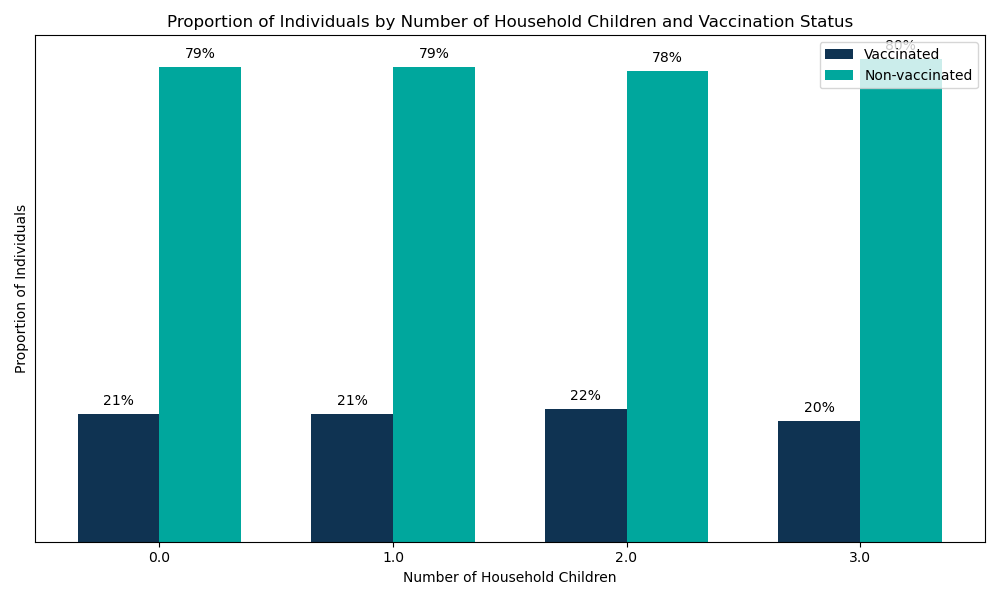 Proportion of Individuals by Number of Household Children and Vaccination Status
Vaccinated
Non-vaccinated
79%
79%
78%
80%
21%
21%
22%
20%
Proportion of Individuals
0.0
1.0
2.0
3.0
Number of Household Children